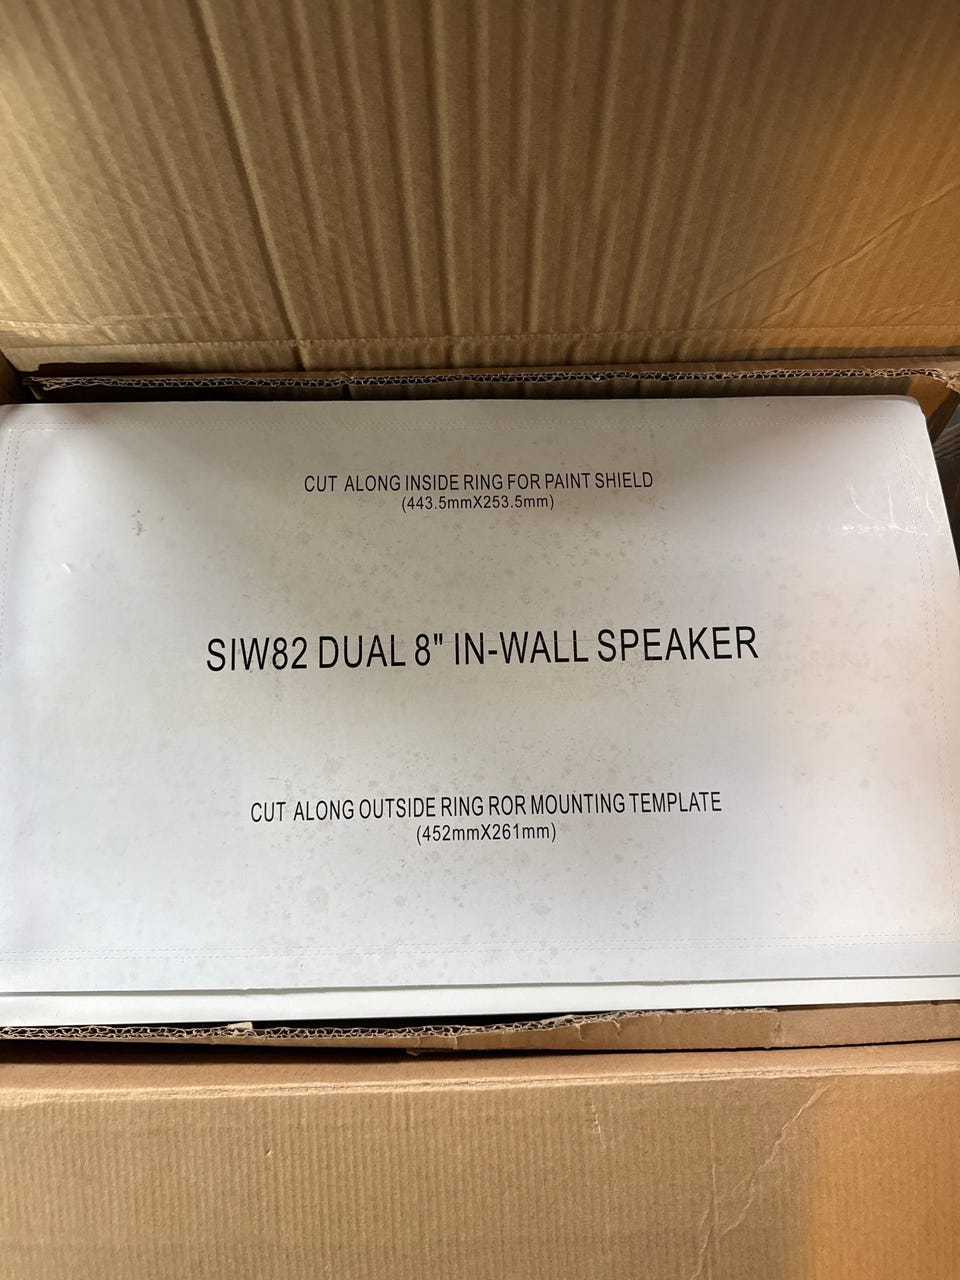 CUT ALONG INSIDE RING FOR PAINT SHIELD
(443.5mmX253.5mm)
SIW82 DUAL 8" IN-WALL SPEAKER
CUT ALONG OUTSIDE RING ROR MOUNTING TEMPLATE
(452mmX261mm)